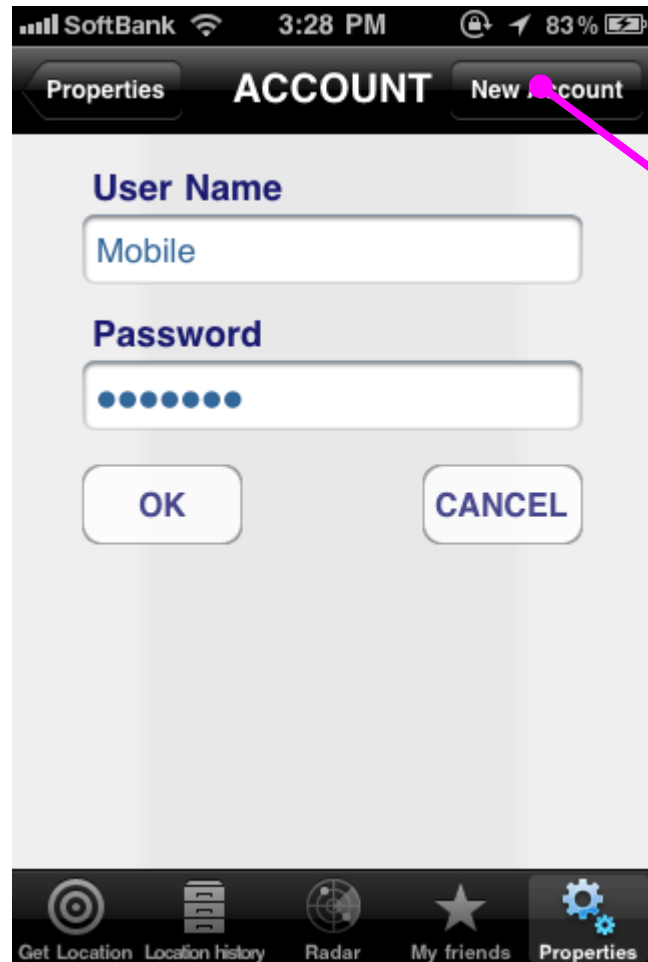 SoftBank 3:28 PM 83%
Properties ACCOUNT New Account
User Name
Mobile
Password
OK CANCEL
Get Location Location history Radar My friends Properties